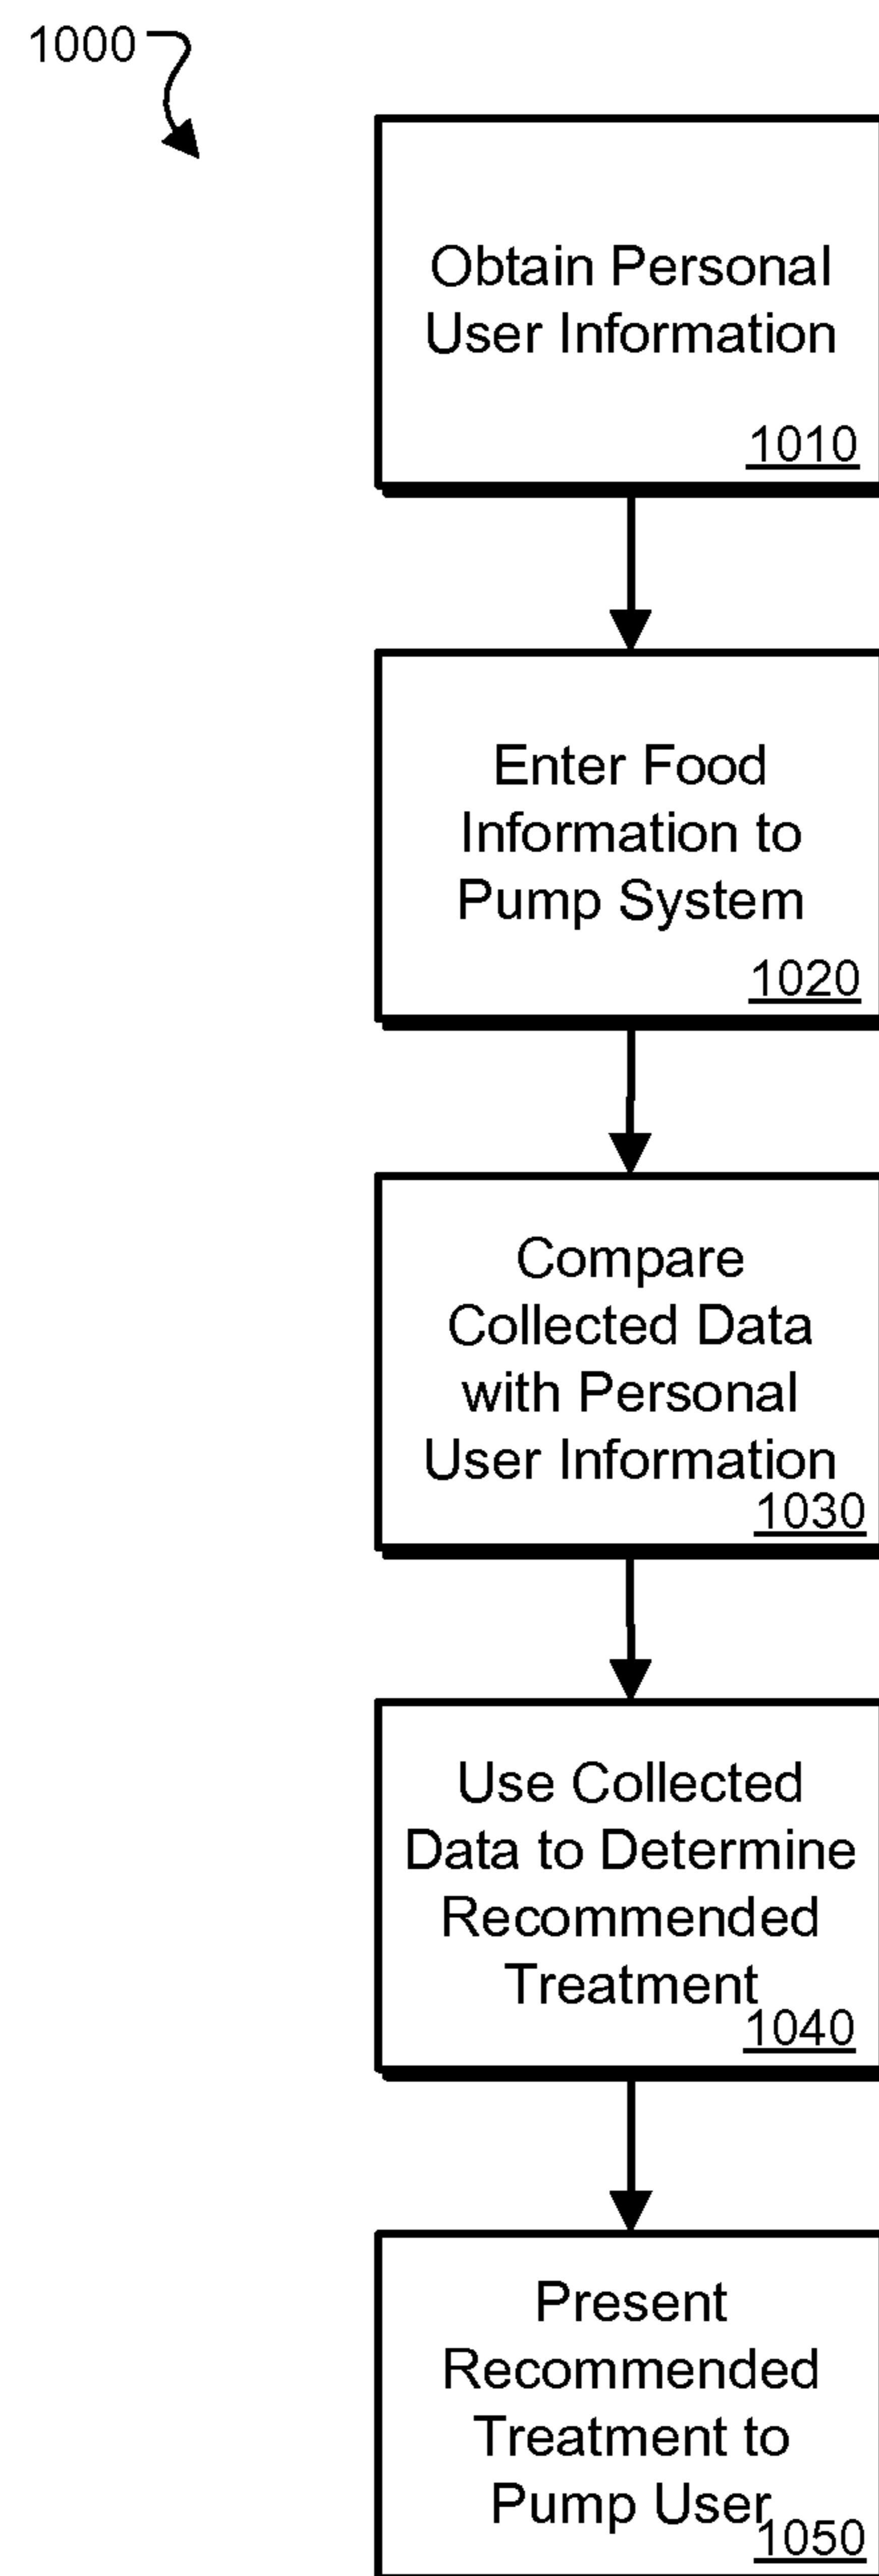 1000
Obtain Personal
User Information
1010
Enter Food
Information to
Pump System
1020
Compare
Collected Data
with Personal
User Information
1030
Use Collected
Data to Determine
Recommended
Treatment
1040
Present
Recommended
Treatment to
Pump User
1050